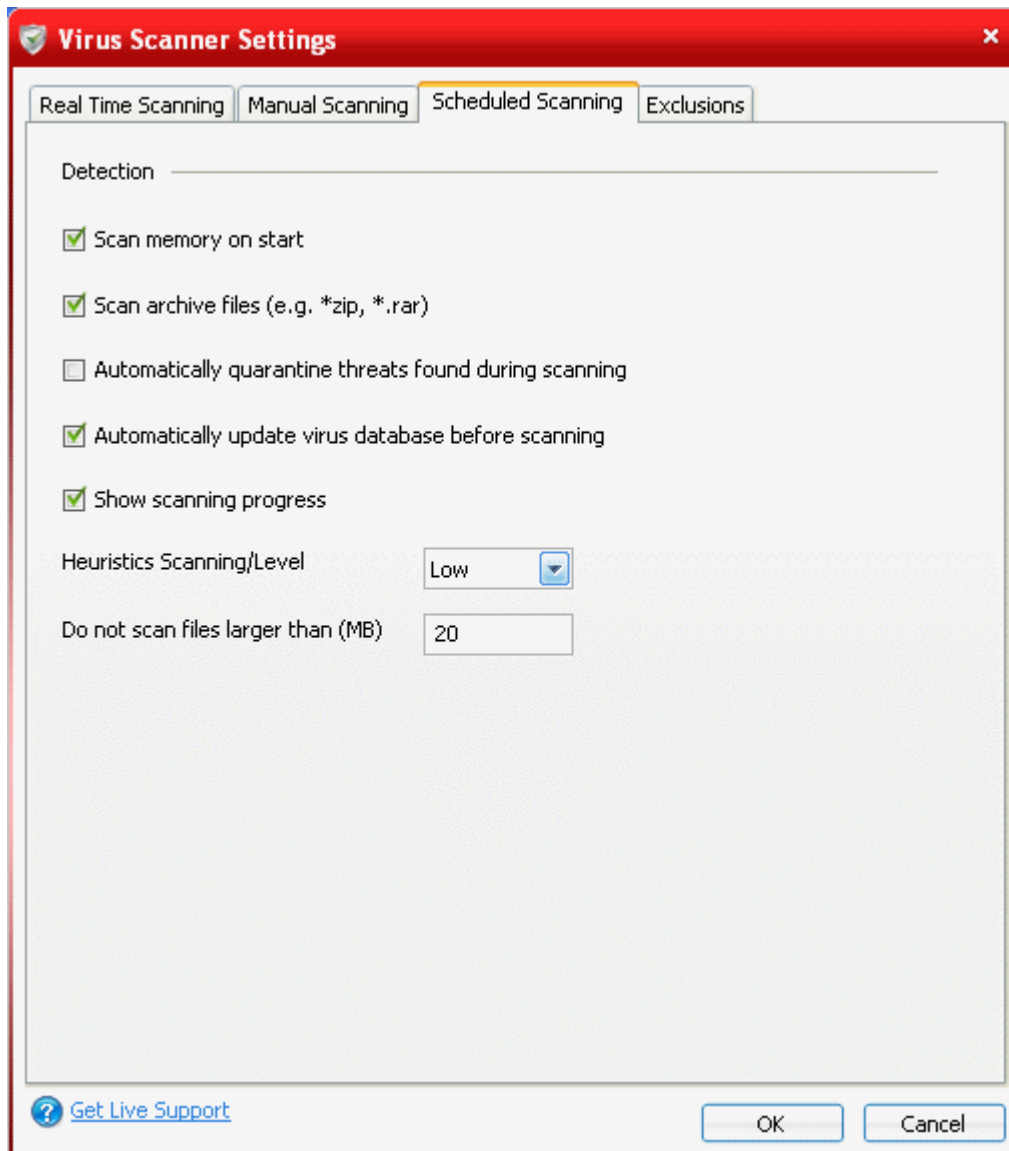 Virus Scanner Settings
Real Time Scanning
Manual Scanning
Scheduled Scanning
Exclusions
Detection
Scan memory on start
Scan archive files (e.g. *zip, *.rar)
Automatically quarantine threats found during scanning
Automatically update virus database before scanning
Show scanning progress
Heuristics Scanning/Level
Low
Do not scan files larger than (MB)
20
Get Live Support
OK
Cancel